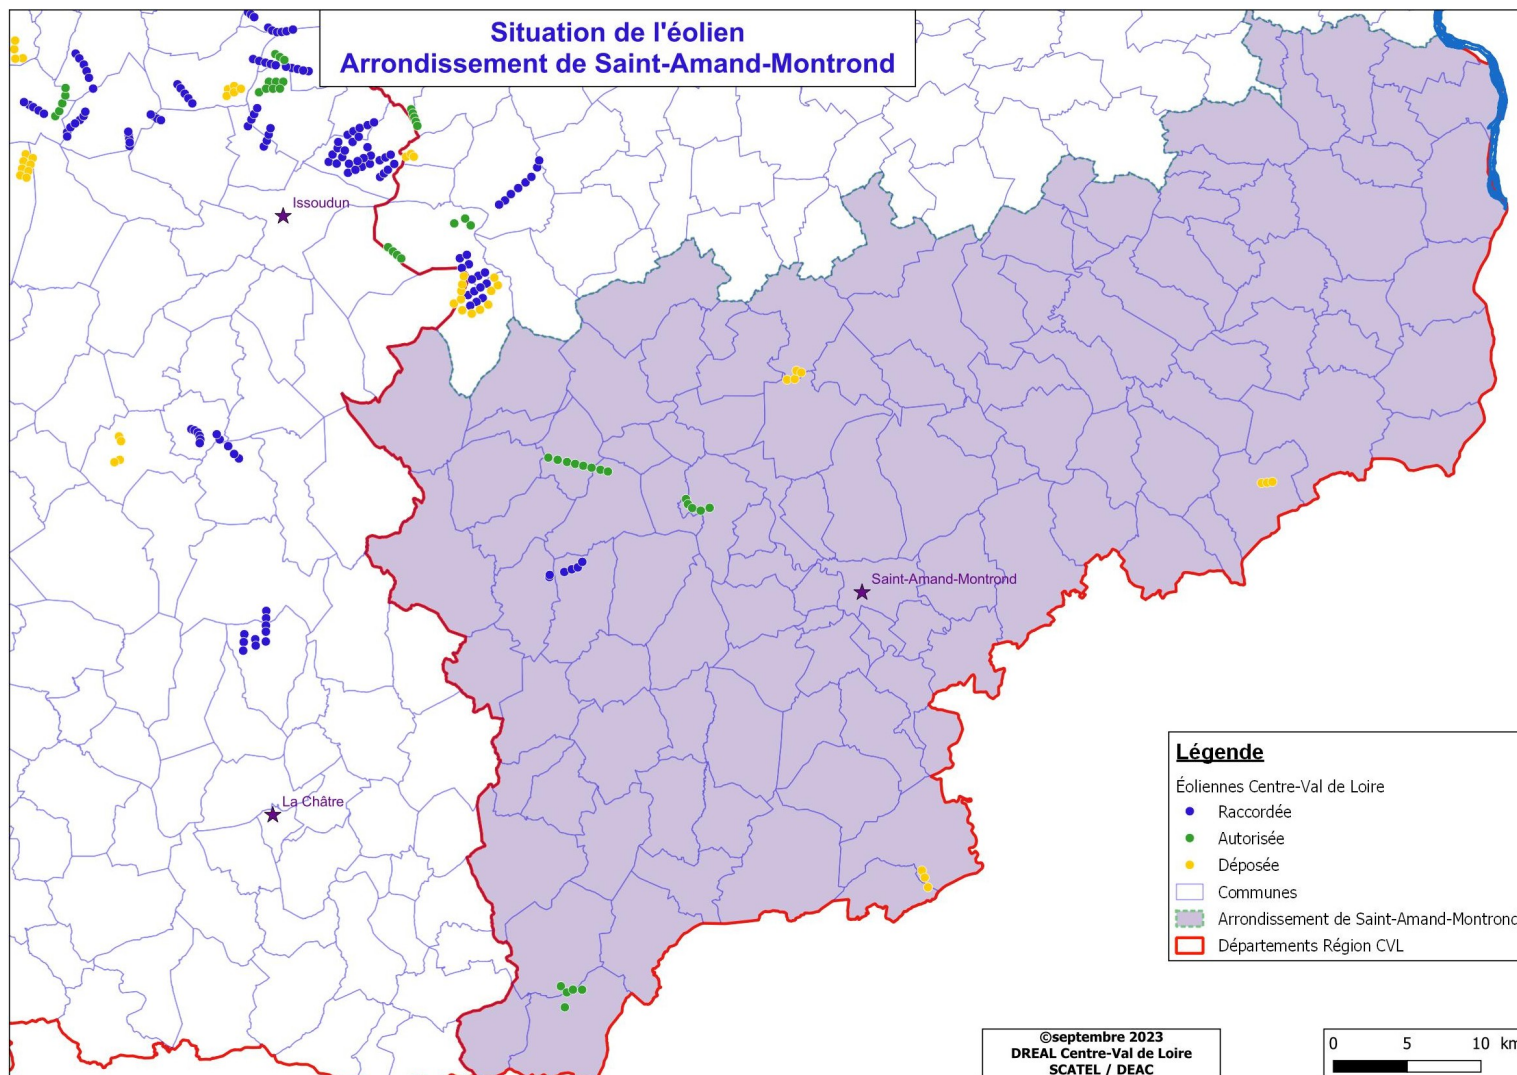 Situation de l'éolien
Arrondissement de Saint-Amand-Montrond
Issoudun
Saint-Amand-Montrond
La Châtre
Légende
Éoliennes Centre-Val de Loire
Raccordée
Autorisée
Déposée
Communes
Arrondissement de Saint-Amand-Montrond
Départements Région CVL
©septembre 2023
DREAL Centre-Val de Loire
SCATEL / DEAC
0 5 10 km